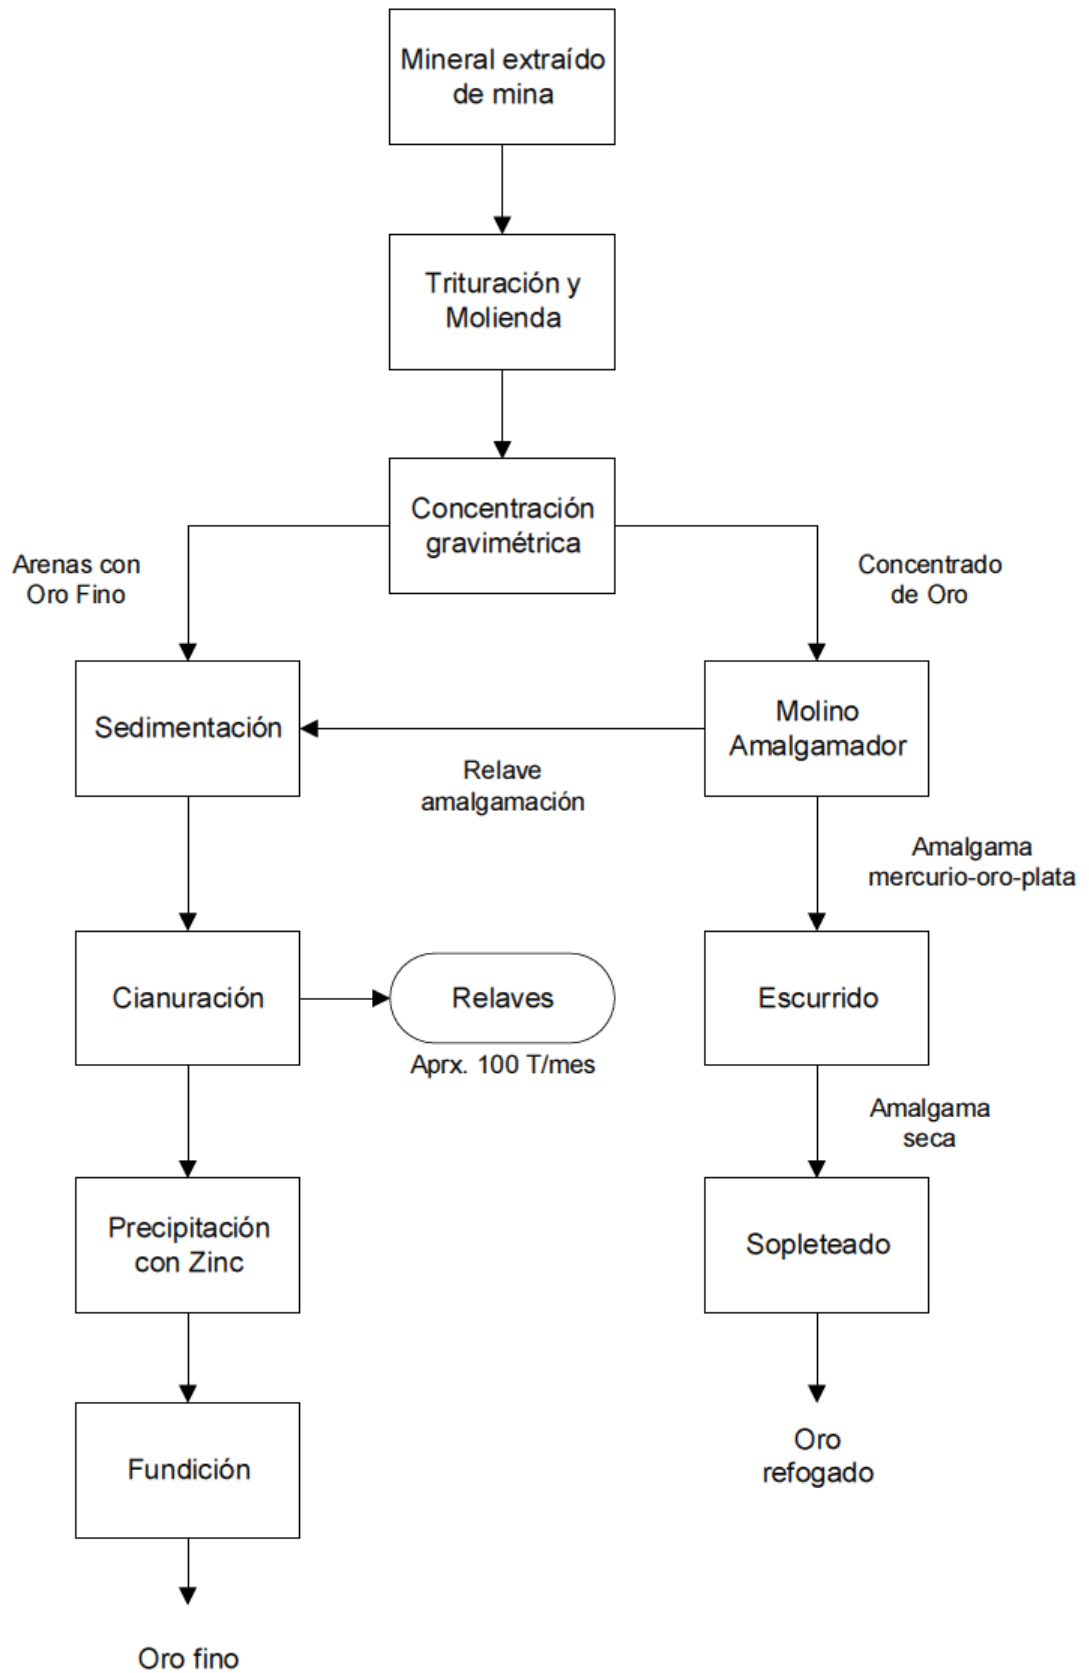 Mineral extraído
de mina
Trituración y
Molienda
Concentración
gravimétrica
Arenas con
Oro Fino
Concentrado
de Oro
Sedimentación
Molino
Amalgamador
Relave
amalgamación
Amalgama
mercurio-oro-plata
Cianuración
Relaves
Aprx. 100 T/mes
Escurrido
Amalgama
seca
Precipitación
con Zinc
Sopleteado
Fundición
Oro
refogado
Oro fino